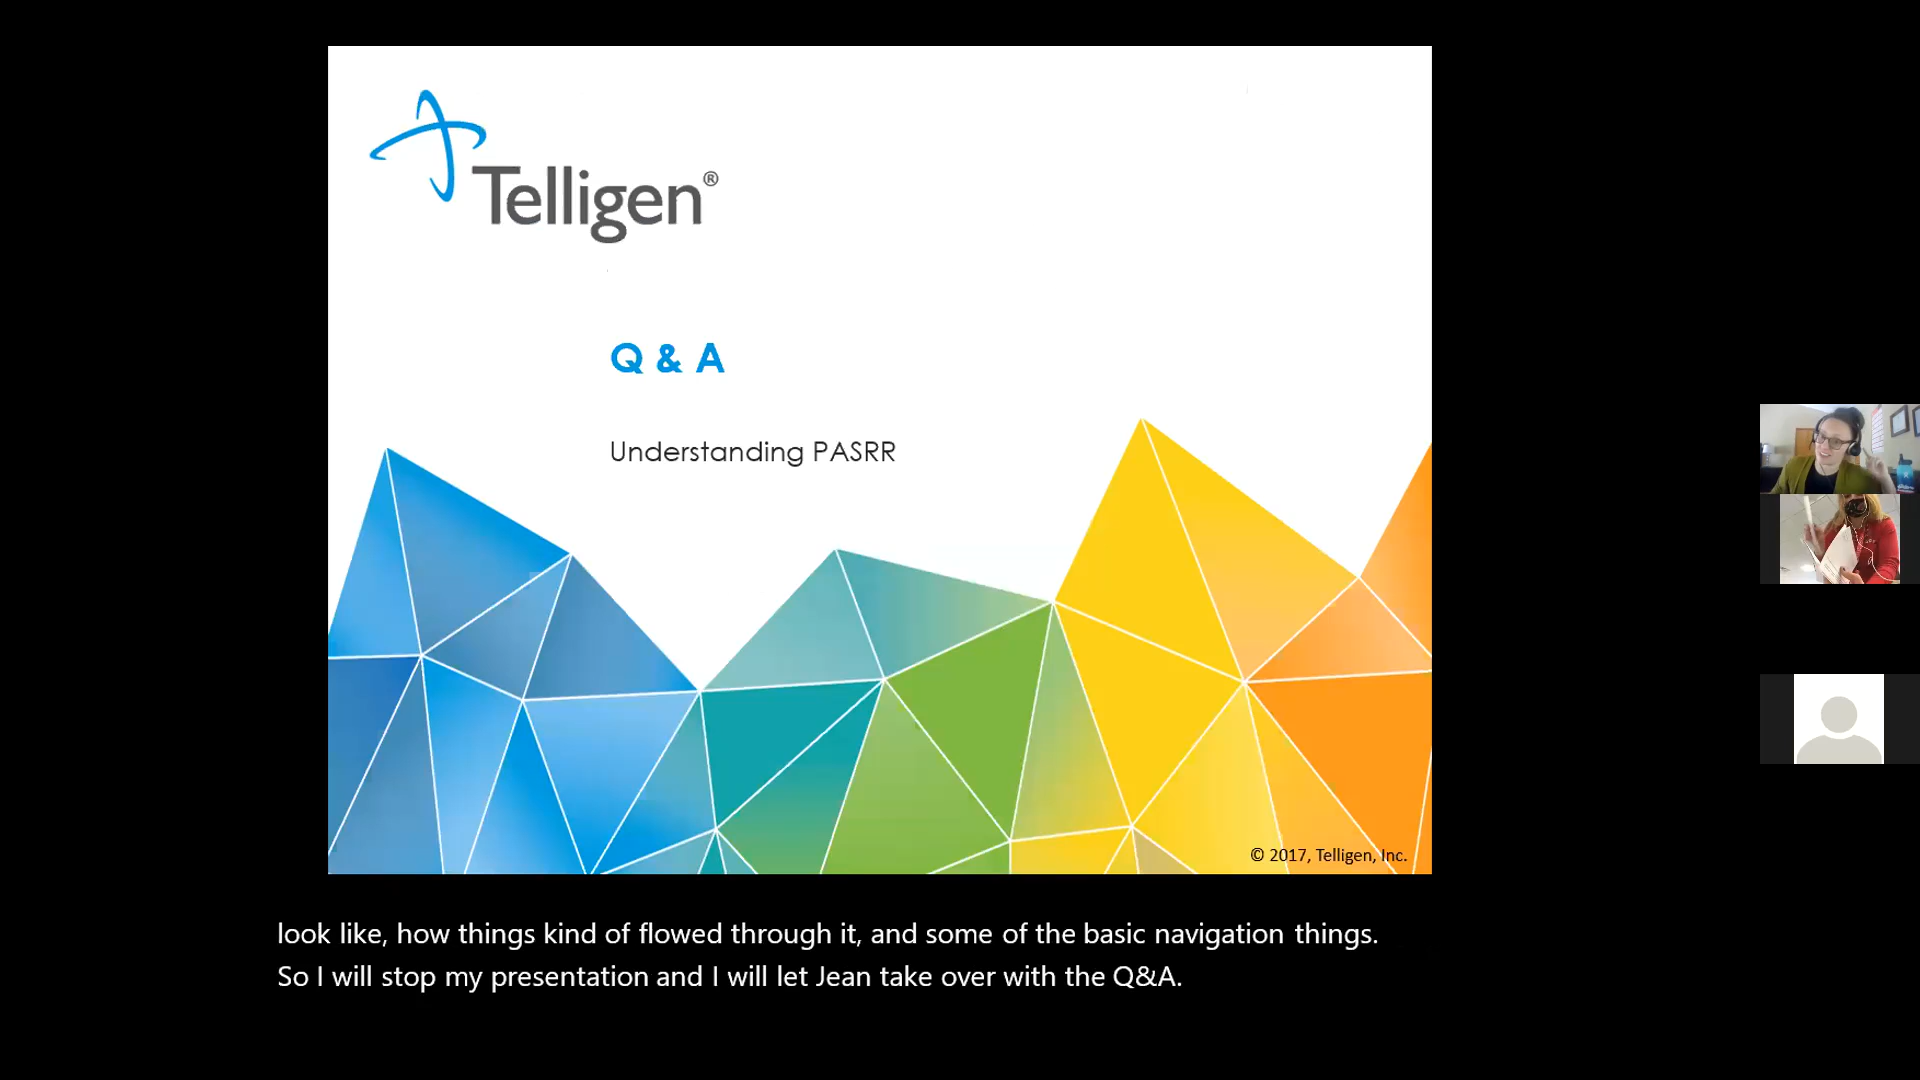 Telligen®
Q & A
Understanding PASRR
© 2017, Telligen, Inc.
look like, how things kind of flowed through it, and some of the basic navigation things.
So I will stop my presentation and I will let Jean take over with the Q&A.